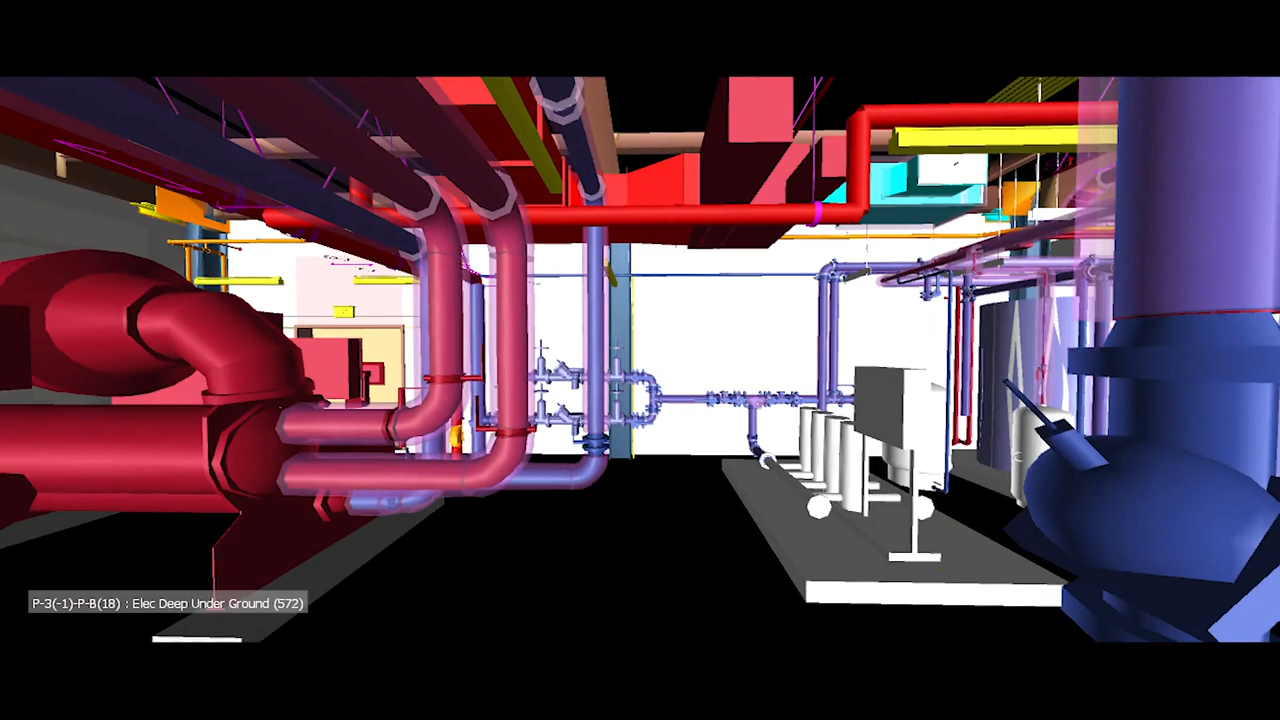 P-3(-1)-P-B(18) : Elec Deep Under Ground (572)